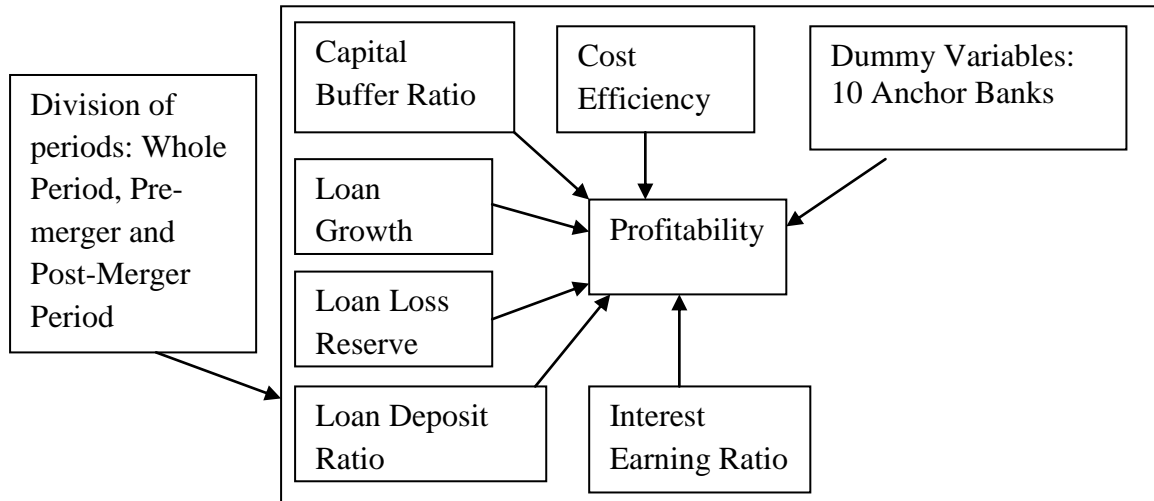 Division of
periods: Whole
Period, Pre-
merger and
Post-Merger
Period
Capital
Buffer Ratio
Cost
Efficiency
Dummy Variables:
10 Anchor Banks
Loan
Growth
Profitability
Loan Loss
Reserve
Loan Deposit
Ratio
Interest
Earning Ratio